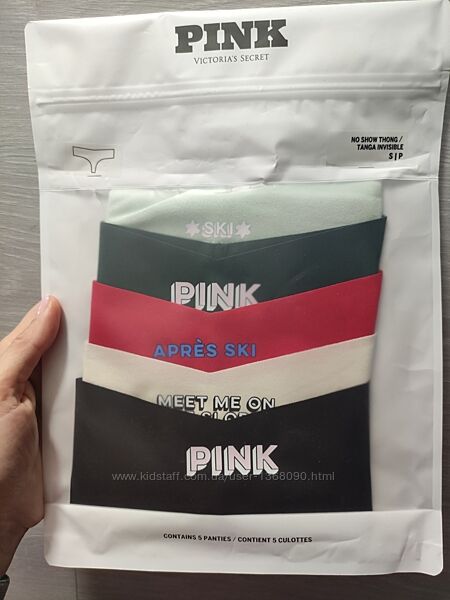 PINK
VICTORIA'S SECRET
NO SHOW THONG /
TANGA INVISIBLE
S | P
SKI
PINK
APRÈS SKI
MEET ME ON
PINK
www.kidstaff.com.ua/user-1368090.html
CONTAINS 5 PANTIES / CONTIENT 5 CULOTTES